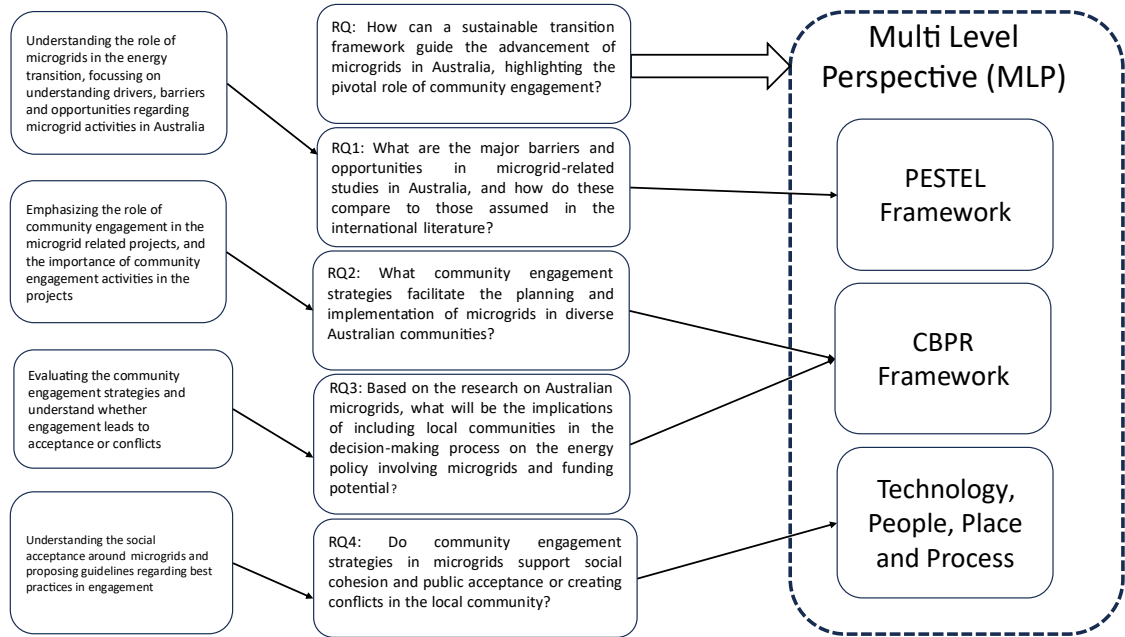 Understanding the role of
microgrids in the energy
transition, focussing on
understanding drivers, barriers
and opportunities regarding
microgrid activities in Australia
Emphasizing the role of
community engagement in the
microgrid related projects, and
the importance of community
engagement activities in the
projects
Evaluating the community
engagement strategies and
understand whether
engagement leads to
acceptance or conflicts
Understanding the social
acceptance around microgrids and
proposing guidelines regarding best
practices in engagement
RQ: How can a sustainable transition
framework guide the advancement of
microgrids in Australia, highlighting the
pivotal role of community engagement?
RQ1: What are the major barriers and
opportunities in microgrid-related
studies in Australia, and how do these
compare to those assumed in the
international literature?
RQ2: What community engagement
strategies facilitate the planning and
implementation of microgrids in diverse
Australian communities?
RQ3: Based on the research on Australian
microgrids, what will be the implications
of including local communities in the
decision-making process on the energy
policy involving microgrids and funding
potential?
RQ4: Do community engagement
strategies in microgrids support social
cohesion and public acceptance or creating
conflicts in the local community?
Multi Level
Perspective (MLP)
PESTEL
Framework
CBPR
Framework
Technology,
People, Place
and Process